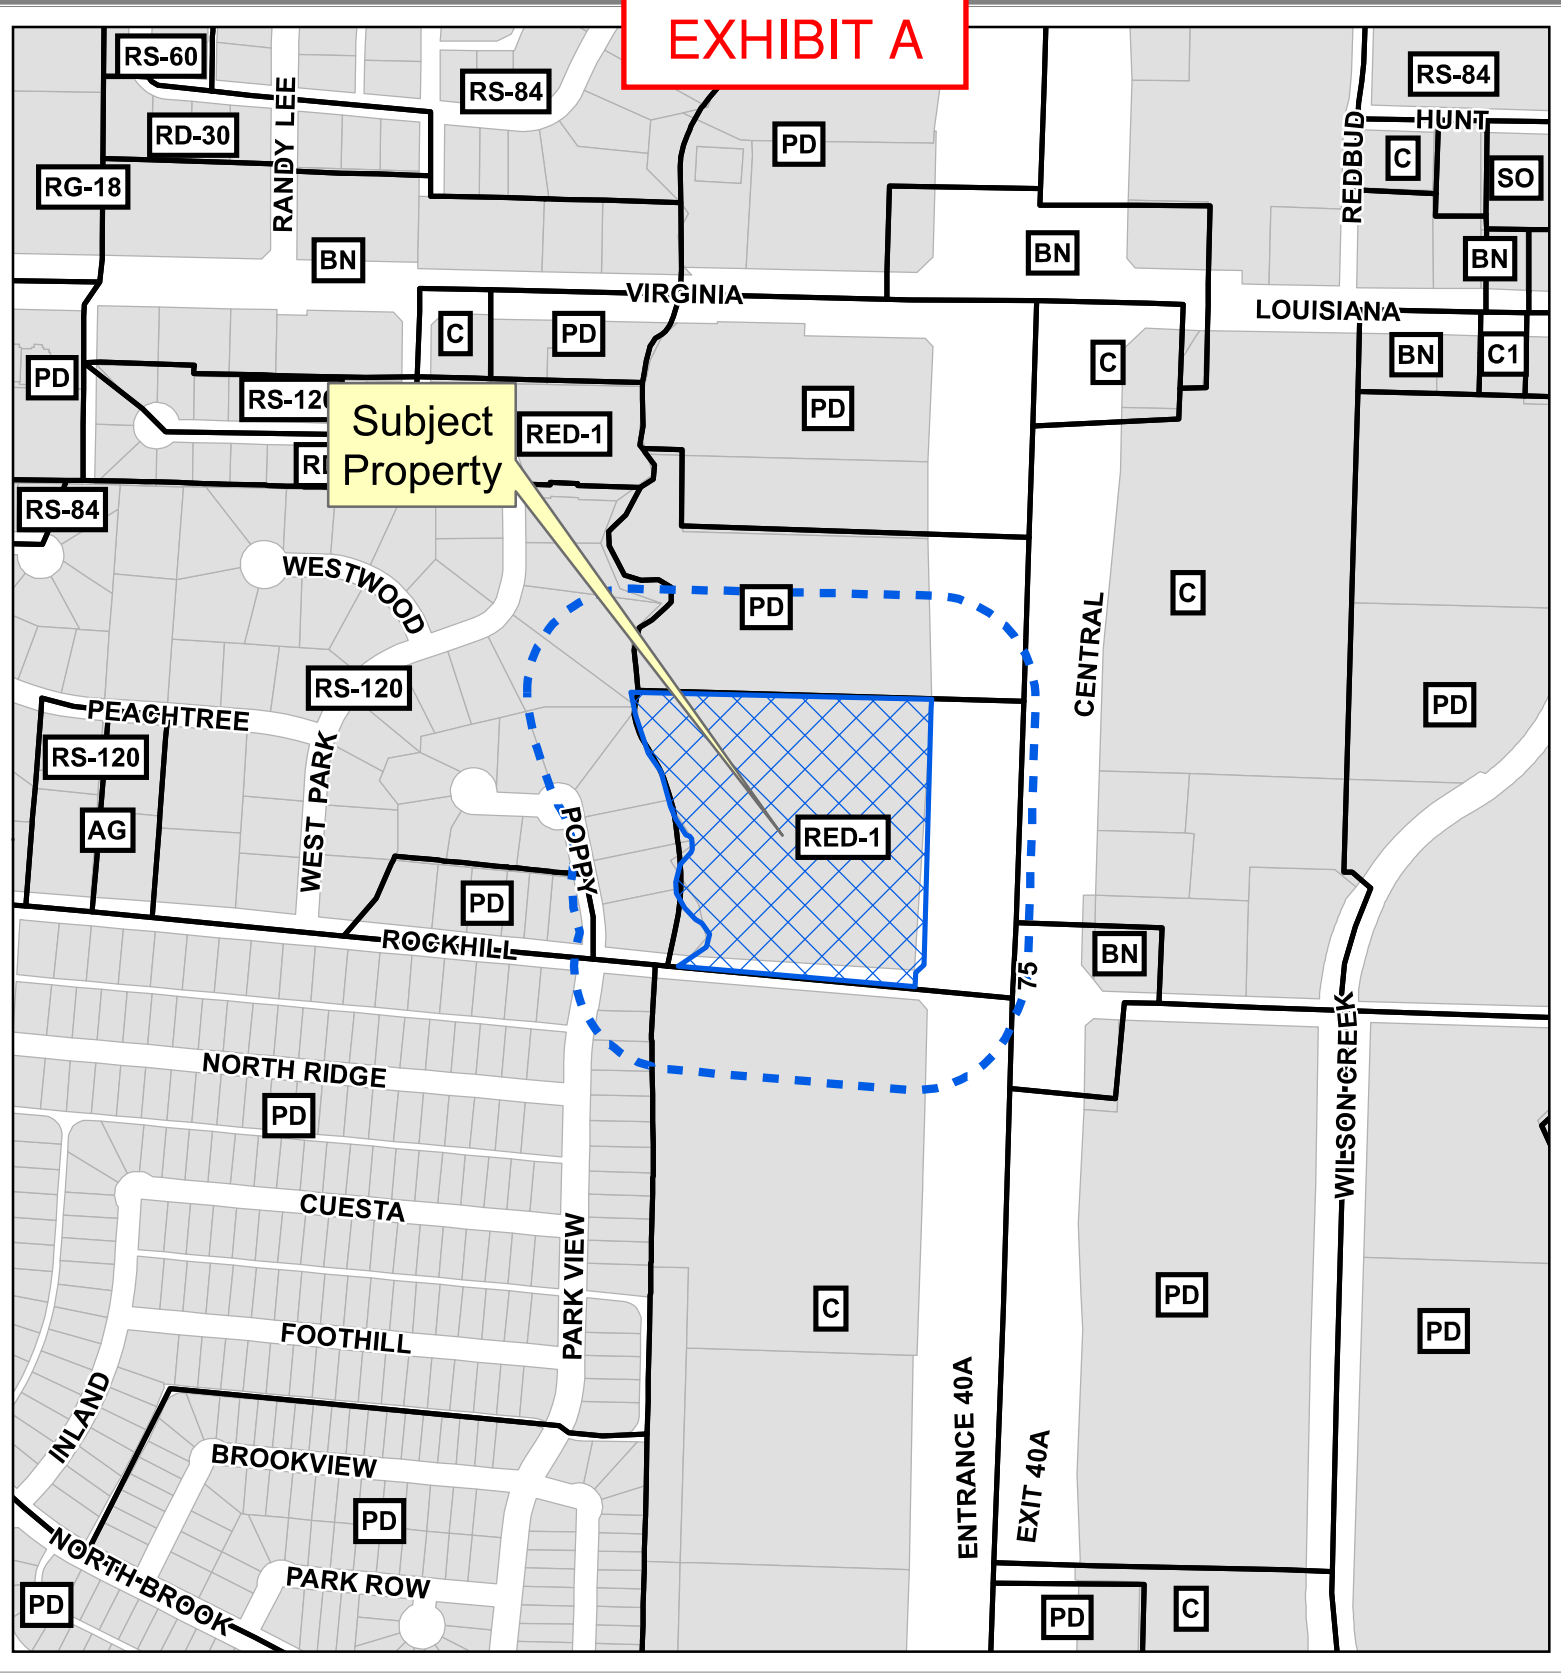 EXHIBIT A
RS-60
RS-84
RS-84
RD-30
PD
HUNT
C
RG-18
RANDY LEE
REDBUD
SO
BN
BN
BN
VIRGINIA
LOUISIANA
C
PD
PD
C
BN
C1
RS-120
PD
Subject
Property
RED-1
RS-84
WESTWOOD
PD
C
CENTRAL
RS-120
PEACHTREE
PD
RS-120
WEST PARK
AG
POPPY
RED-1
PD
ROCKHILL
BN
75
WILSON CREEK
NORTH RIDGE
PD
CUESTA
PARK VIEW
PD
C
PD
FOOTHILL
INLAND
ENTRANCE 40A
EXIT 40A
BROOKVIEW
PD
NORTH BROOK
PARK ROW
PD
PD
C